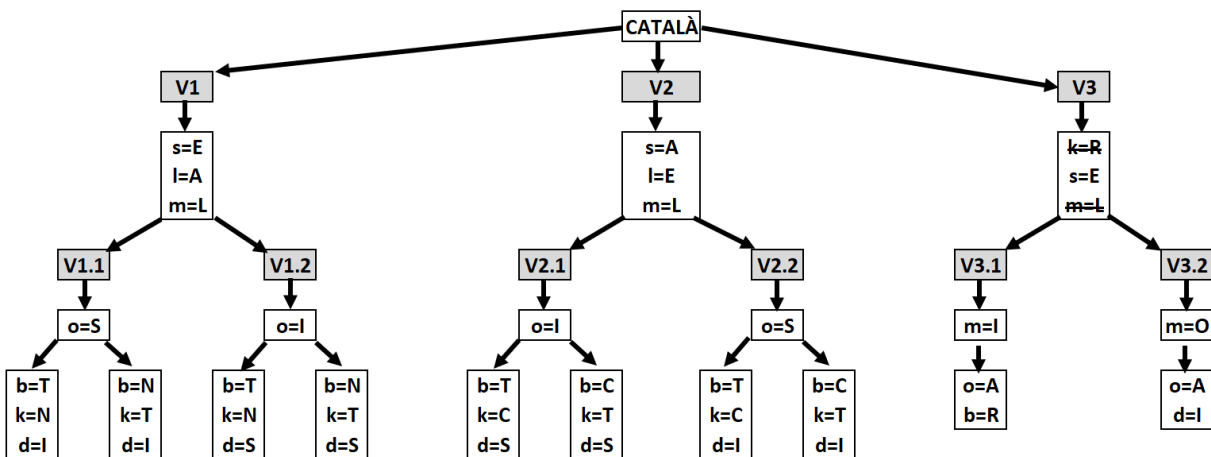 CATALÀ
V1 V2 V3
s=E
l=A
m=L
s=A
l=E
m=L
k=R
s=E
m=L
V1.1 V1.2 V2.1 V2.2 V3.1 V3.2
o=S o=I o=I o=S m=I m=O
b=T
k=N
d=I
b=N
k=T
d=I
b=T
k=N
d=S
b=N
k=T
d=S
b=T
k=C
d=S
b=C
k=T
d=S
b=T
k=C
d=I
b=C
k=T
d=I
o=A
b=R
o=A
d=I